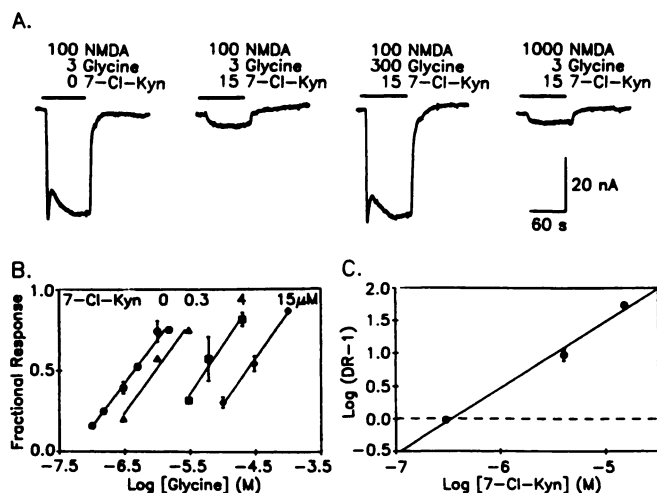 A.
100 NMDA
3 Glycine
0 7-Cl-Kyn
100 NMDA
3 Glycine
15 7-Cl-Kyn
100 NMDA
300 Glycine
15 7-Cl-Kyn
1000 NMDA
3 Glycine
15 7-Cl-Kyn
20 nA
60 s
B.
7-Cl-Kyn 0 0.3 4 15μM
1.0
0.5
0.0
Fractional Response
-7.5 -6.5 -5.5 -4.5 -3.5
Log [Glycine] (M)
C.
2.0
1.5
1.0
0.5
0.0
-0.5
Log (DR-1)
-7 -6 -5
Log [7-Cl-Kyn] (M)